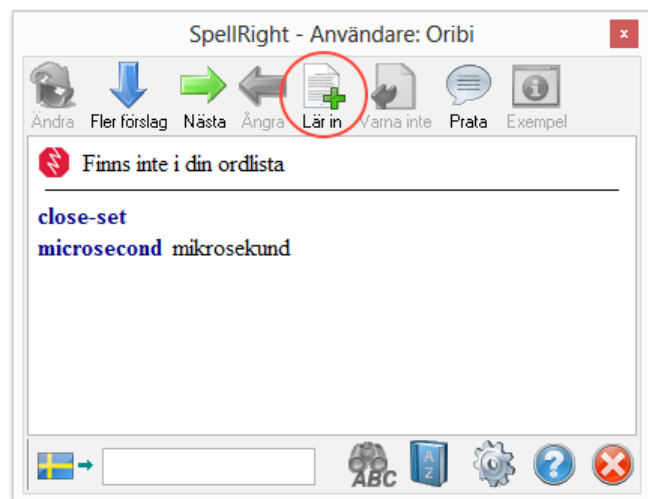 SpellRight - Användare: Oribi
x
Ändra Fler förslag Nästa Ångra Lär in Varna inte Prata Exempel
Finns inte i din ordlista
close-set
microsecond mikrosekund
ABC A Z ?